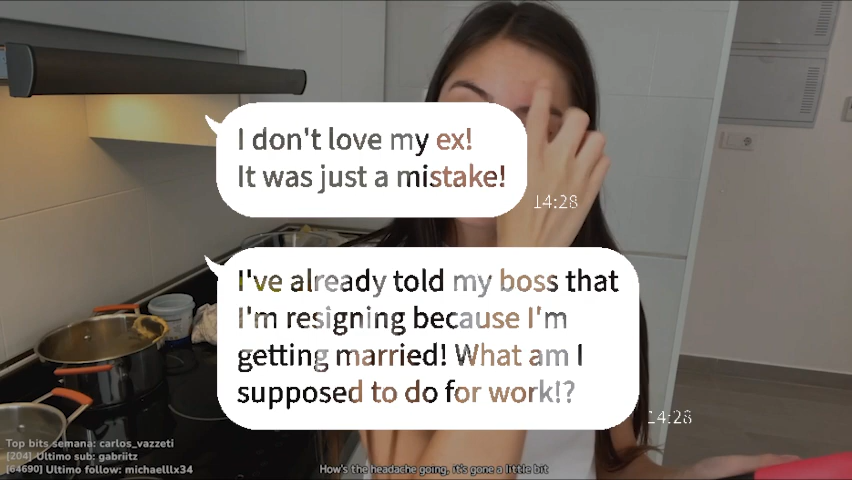 I don't love my ex!
It was just a mistake!
14:28
I've already told my boss that
I'm resigning because I'm
getting married! What am I
supposed to do for work!?
14:28
Top bits semana: carlos_vazzeti
[204] Ultimo sub: gabriitz
[64690] Ultimo follow: michaelllx34
How's the headache going, it's gone a little bit